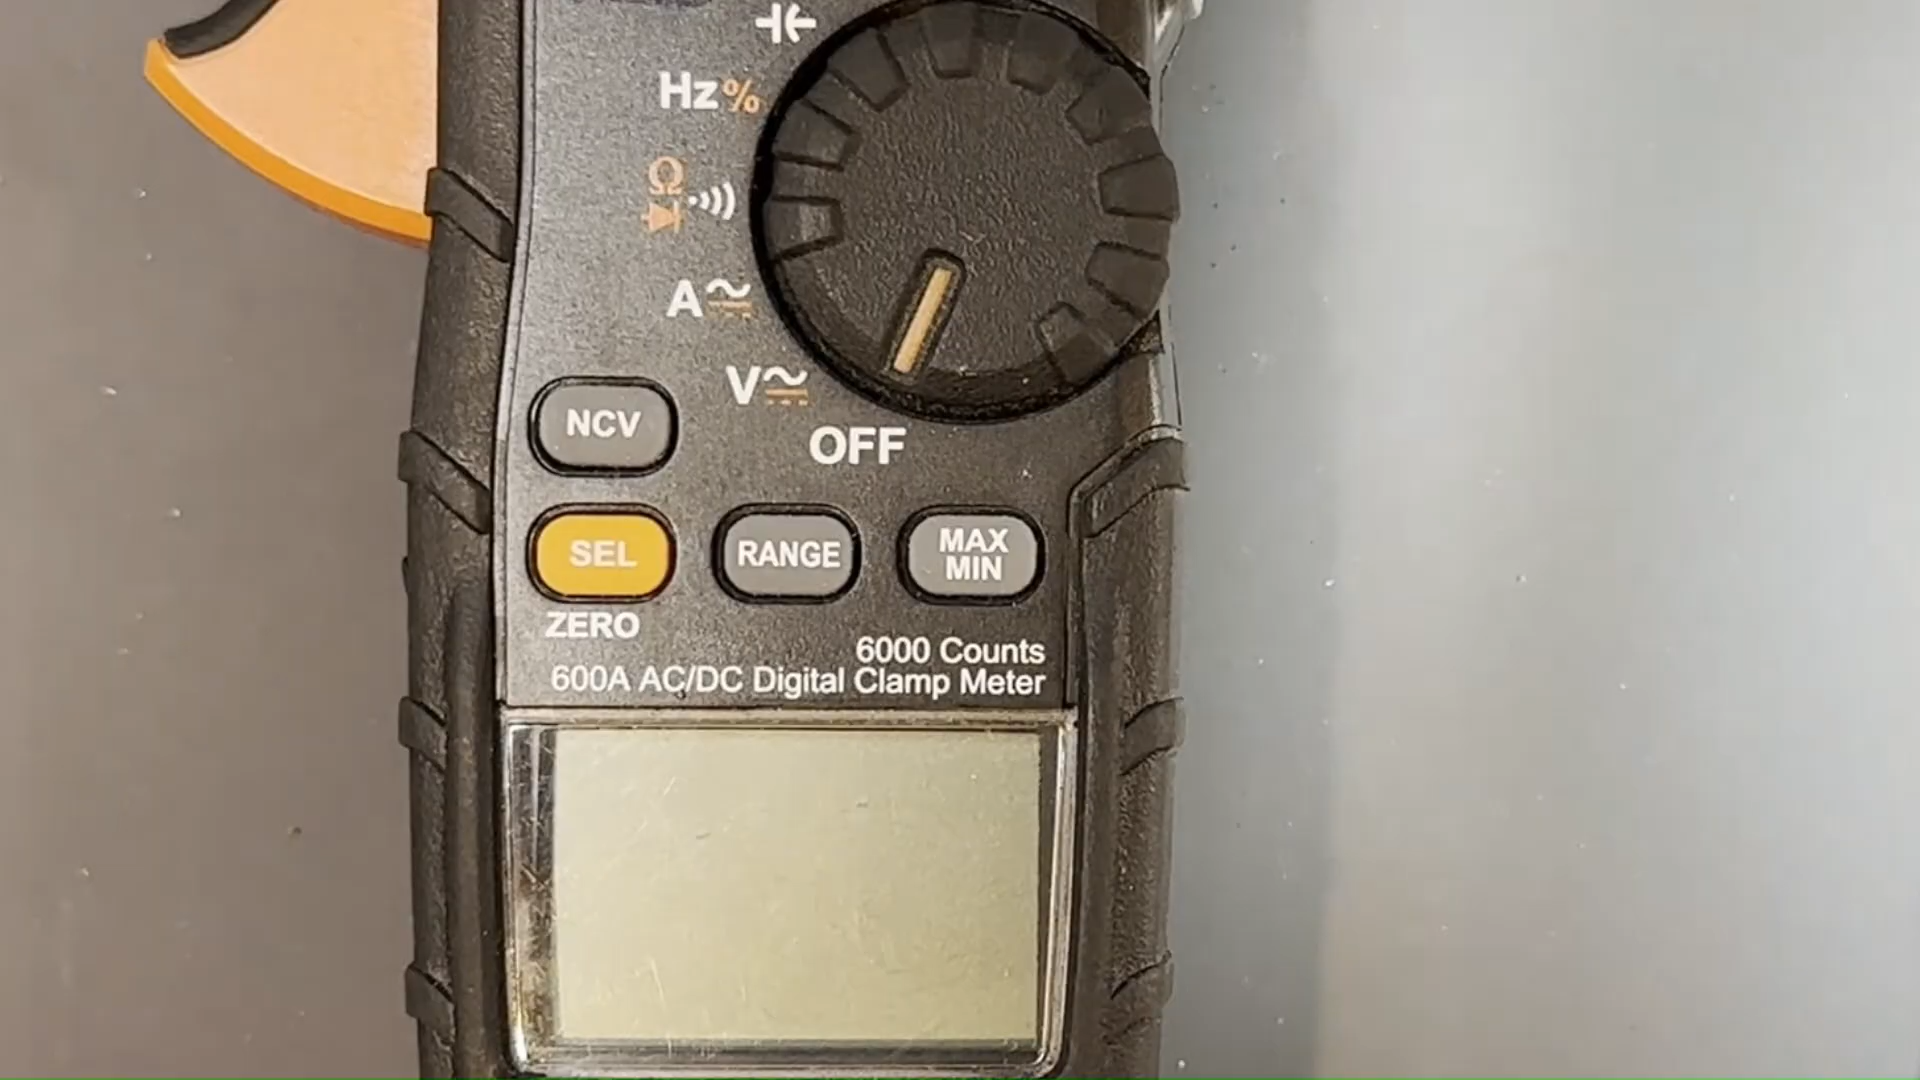 Hz%
Ω
A
V
OFF
NCV
SEL
RANGE
MAX
MIN
ZERO
6000 Counts
600A AC/DC Digital Clamp Meter